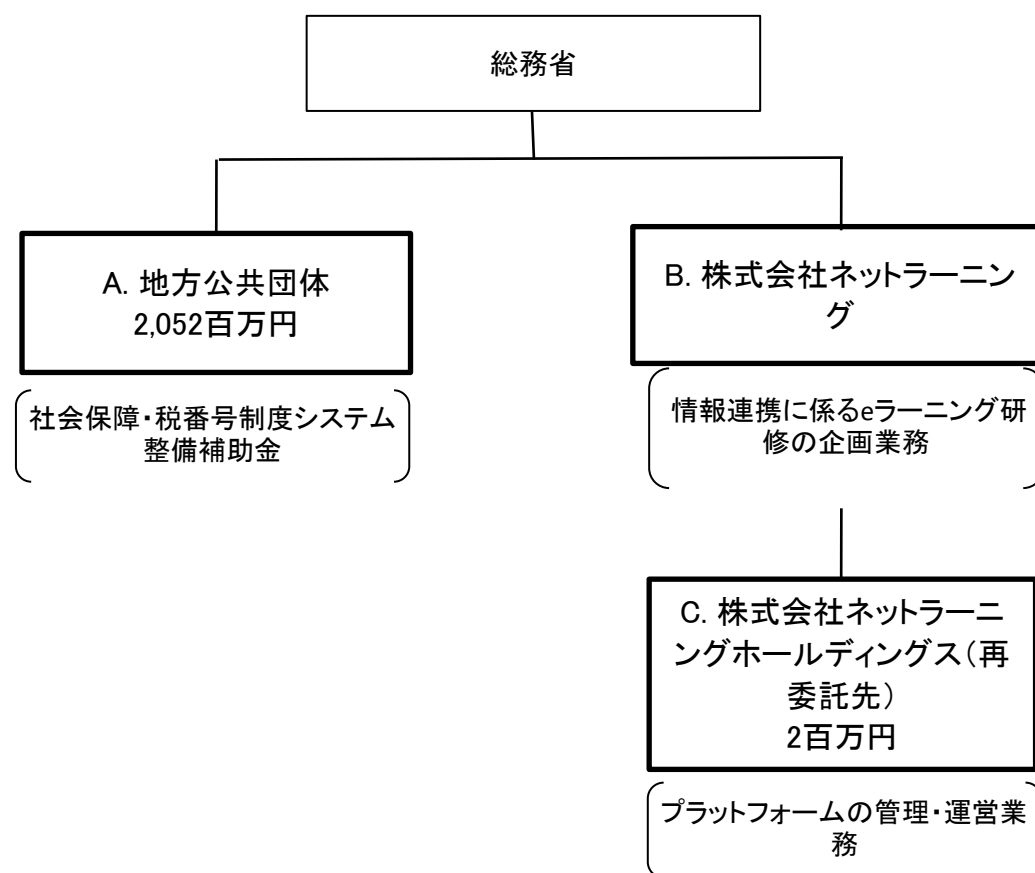 総務省
A. 地方公共団体
2,052百万円
社会保障・税番号制度システム
整備補助金
B. 株式会社ネットラーニン
グ
情報連携に係るeラーニング研
修の企画業務
C. 株式会社ネットラーニ
ングホールディングス（再
委託先）
2百万円
プラットフォームの管理・運営業
務